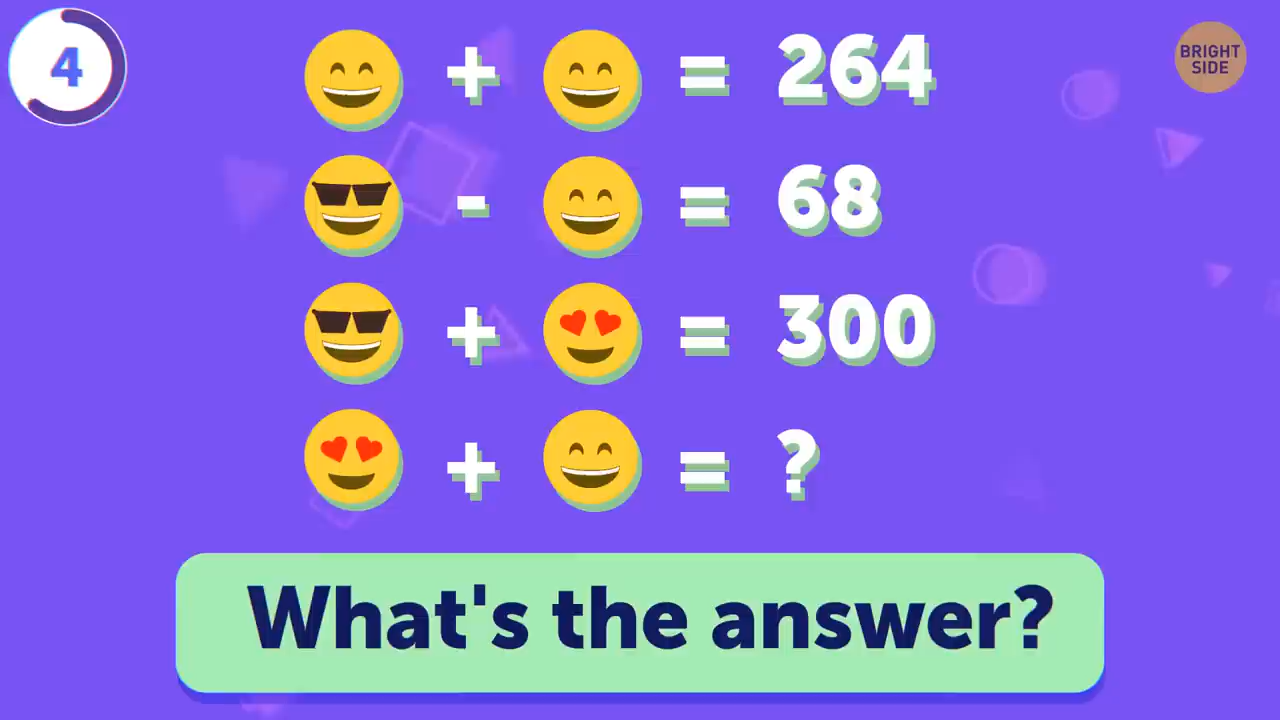 4
BRIGHT
SIDE
😄 + 😄 = 264
😎 - 😄 = 68
😎 + 😍 = 300
😍 + 😄 = ?
What's the answer?